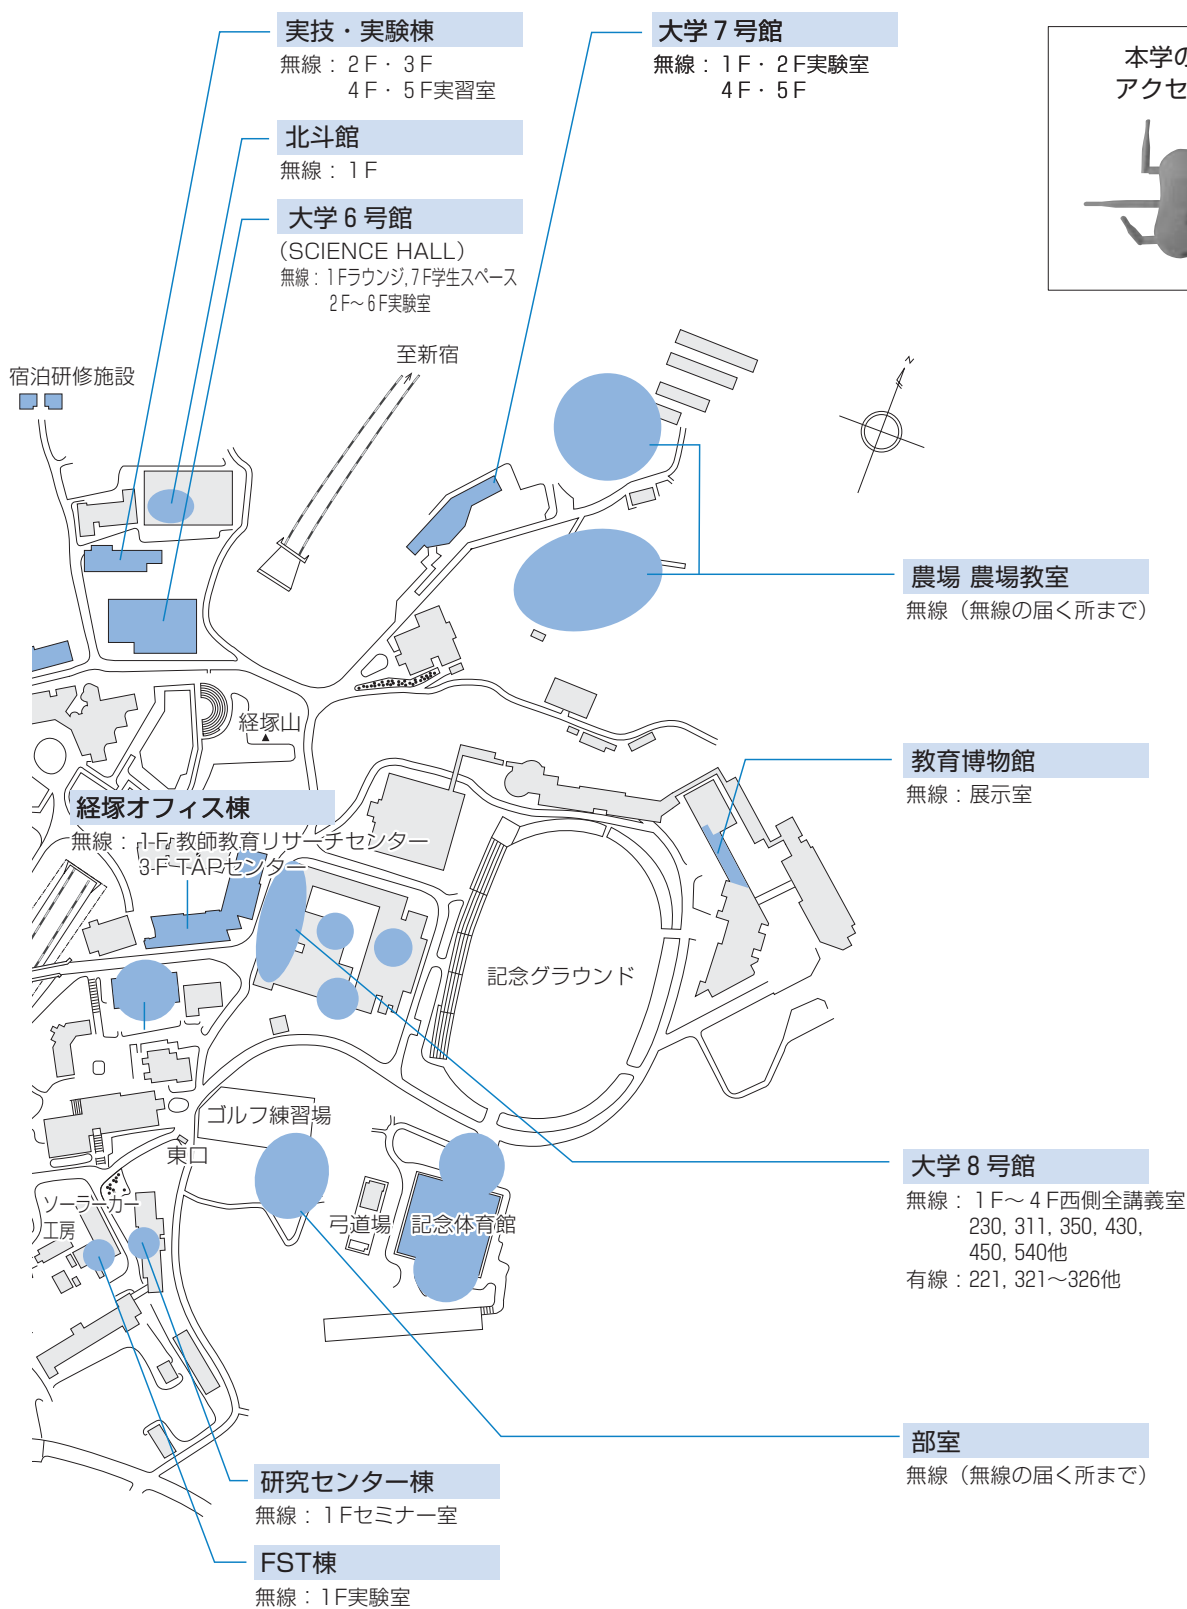 実技・実験棟
無線：2F・3F
4F・5F実習室
北斗館
無線：1F
大学6号館
(SCIENCE HALL)
無線：1Fラウンジ,7F学生スペース
2F～6F実験室
大学7号館
無線：1F・2F実験室
4F・5F
本学の
アクセ
至新宿
宿泊研修施設
N
農場 農場教室
無線（無線の届く所まで）
経塚山
教育博物館
無線：展示室
経塚オフィス棟
無線：1F 教師教育リサーチセンター
3F TAPセンター
記念グラウンド
ゴルフ練習場
東口
大学8号館
無線：1F～4F西側全講義室
230, 311, 350, 430,
450, 540他
有線：221, 321～326他
ソーラーカー
工房
弓道場
記念体育館
部室
無線（無線の届く所まで）
研究センター棟
無線：1Fセミナー室
FST棟
無線：1F実験室